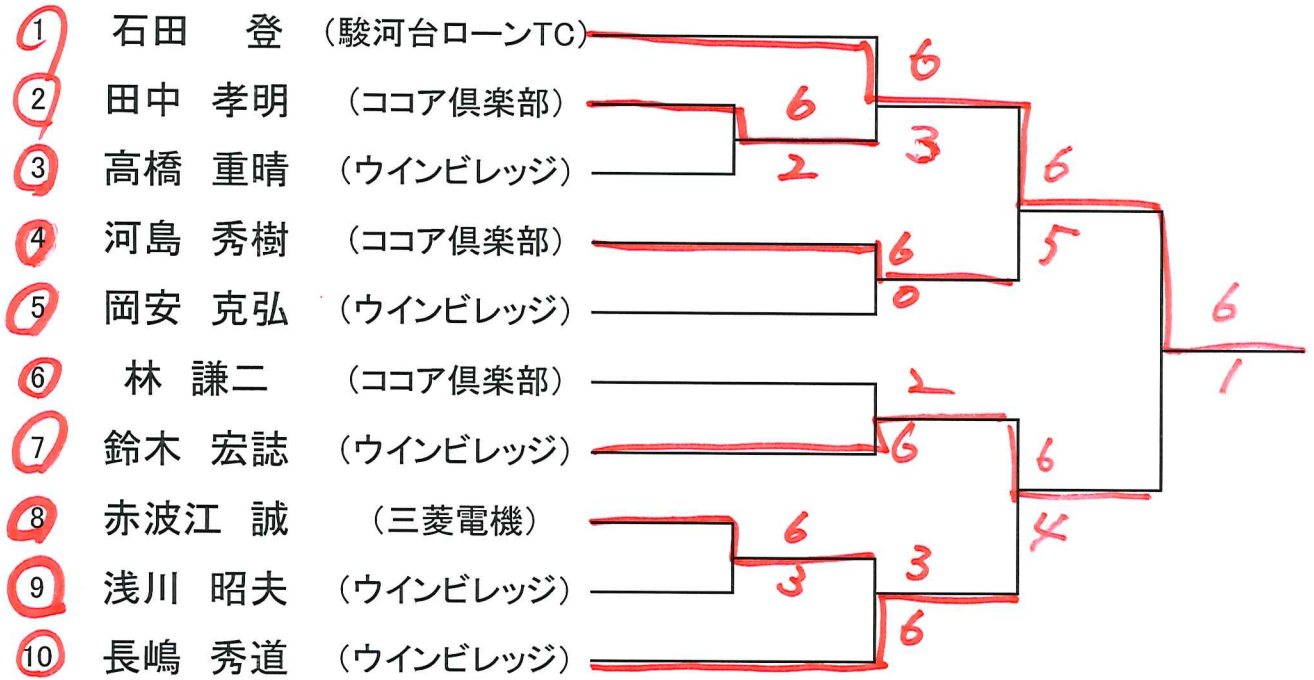 ① 石田 登 (駿河台ローンTC)
6
② 田中 孝明 (ココア倶楽部)
6
3
2
③ 高橋 重晴 (ウインビレッジ)
6
④ 河島 秀樹 (ココア倶楽部)
6
5
0
⑤ 岡安 克弘 (ウインビレッジ)
6
1
⑥ 林 謙二 (ココア倶楽部)
2
⑦ 鈴木 宏誌 (ウインビレッジ)
6
6
⑧ 赤波江 誠 (三菱電機)
6
4
3
3
⑨ 浅川 昭夫 (ウインビレッジ)
6
⑩ 長嶋 秀道 (ウインビレッジ)